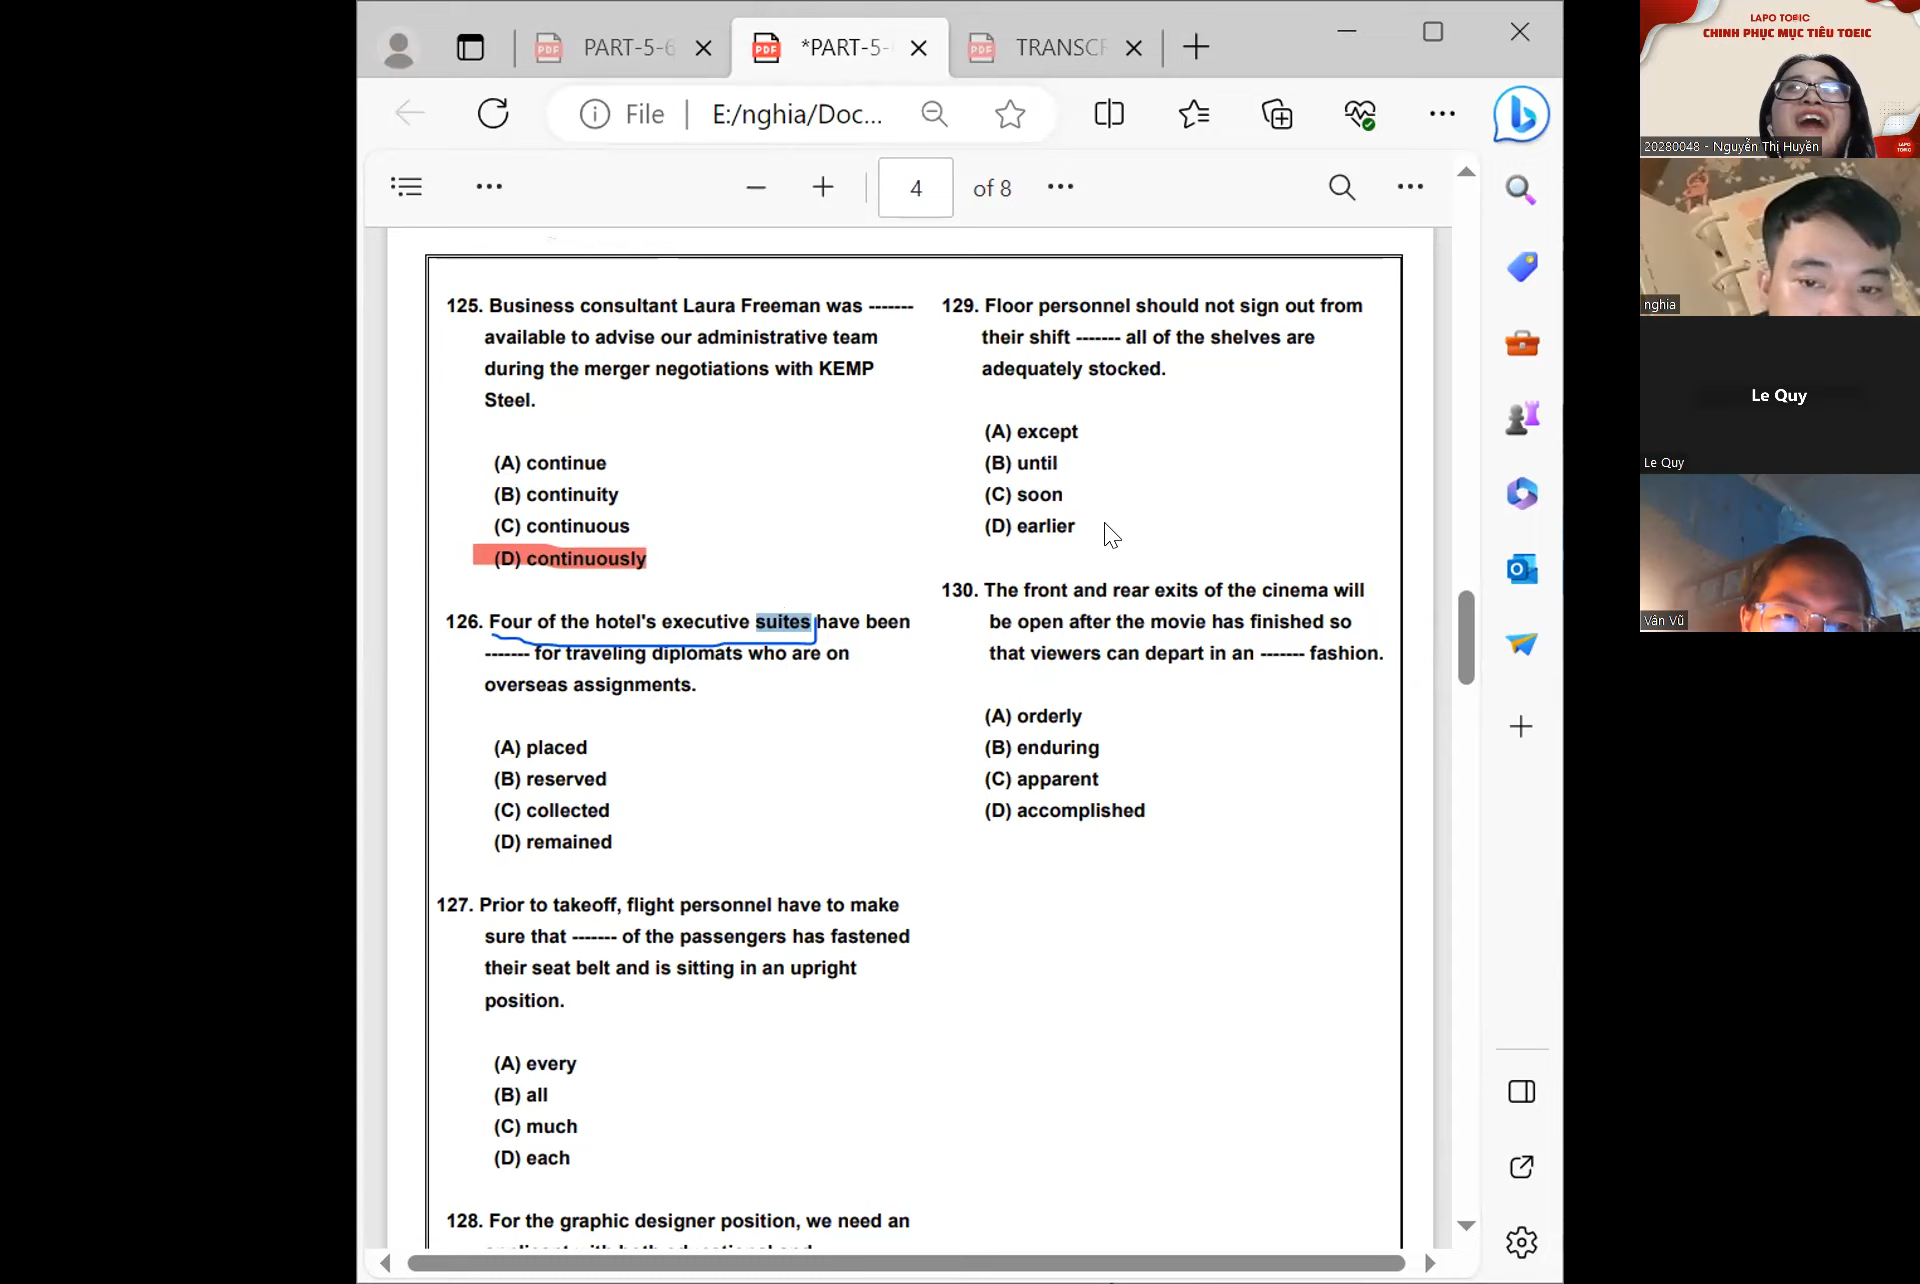 PART-5-6
*PART-5-
TRANSCR
File
E:/nghia/Doc...
4
of 8
125. Business consultant Laura Freeman was -------
available to advise our administrative team
during the merger negotiations with KEMP
Steel.
(A) continue
(B) continuity
(C) continuous
(D) continuously
126. Four of the hotel's executive suites have been
------- for traveling diplomats who are on
overseas assignments.
(A) placed
(B) reserved
(C) collected
(D) remained
127. Prior to takeoff, flight personnel have to make
sure that ------- of the passengers has fastened
their seat belt and is sitting in an upright
position.
(A) every
(B) all
(C) much
(D) each
128. For the graphic designer position, we need an
129. Floor personnel should not sign out from
their shift ------- all of the shelves are
adequately stocked.
(A) except
(B) until
(C) soon
(D) earlier
130. The front and rear exits of the cinema will
be open after the movie has finished so
that viewers can depart in an ------- fashion.
(A) orderly
(B) enduring
(C) apparent
(D) accomplished
LAPO TOEIC
CHINH PHỤC MỤC TIÊU TOEIC
20280048 - Nguyễn Thị Huyền
nghia
Le Quy
Le Quy
Vân Vũ